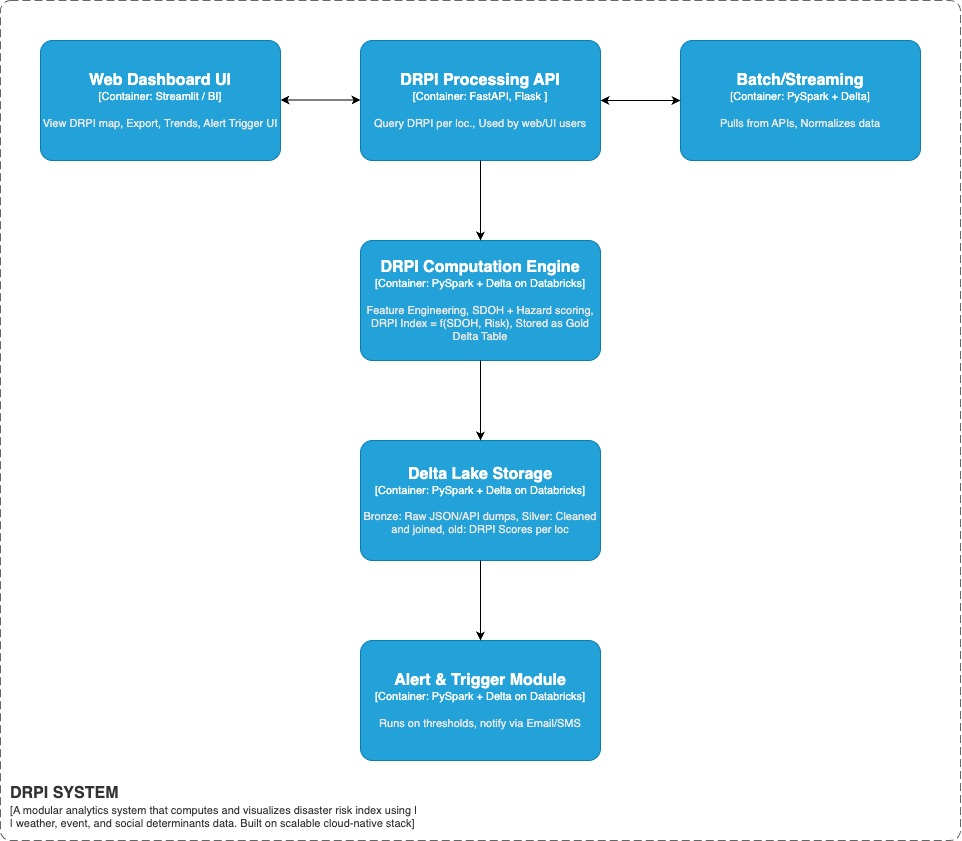 Web Dashboard UI
[Container: Streamlit / BI]
View DRPI map, Export, Trends, Alert Trigger UI
DRPI Processing API
[Container: FastAPI, Flask ]
Query DRPI per loc., Used by web/UI users
Batch/Streaming
[Container: PySpark + Delta]
Pulls from APIs, Normalizes data
DRPI Computation Engine
[Container: PySpark + Delta on Databricks]
Feature Engineering, SDOH + Hazard scoring,
DRPI Index = f(SDOH, Risk), Stored as Gold
Delta Table
Delta Lake Storage
[Container: PySpark + Delta on Databricks]
Bronze: Raw JSON/API dumps, Silver: Cleaned
and joined, old: DRPI Scores per loc
Alert & Trigger Module
[Container: PySpark + Delta on Databricks]
Runs on thresholds, notify via Email/SMS
DRPI SYSTEM
[A modular analytics system that computes and visualizes disaster risk index using l
l weather, event, and social determinants data. Built on scalable cloud-native stack]